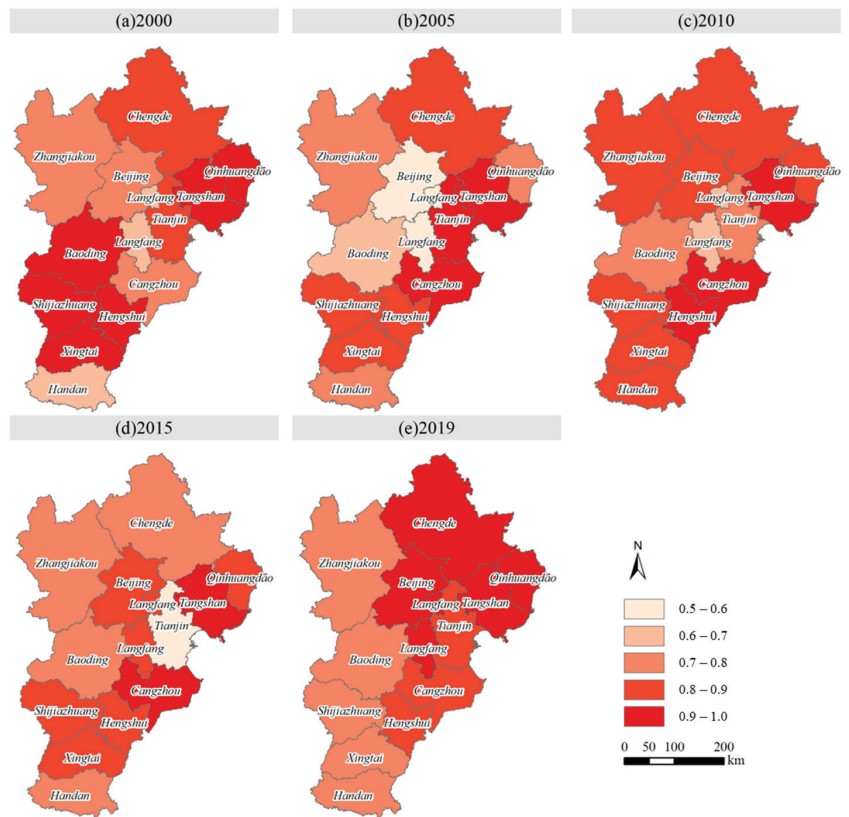 (a)2000
(b)2005
(c)2010
Chengde
Zhangjiakou
Qinhuangdāo
Beijing
Langfang
Tangshan
Tianjin
Langfang
Baoding
Cangzhou
Shijiazhuang
Hengshui
Xingtai
Handan
Chengde
Zhangjiakou
Qinhuangdāo
Beijing
Langfang
Tangshan
Tianjin
Langfang
Baoding
Cangzhou
Shijiazhuang
Hengshui
Xingtai
Handan
Chengde
Zhangjiakou
Qinhuangdāo
Beijing
Langfang
Tangshan
Tianjin
Langfang
Baoding
Cangzhou
Shijiazhuang
Hengshui
Xingtai
Handan
(d)2015
(e)2019
Chengde
Zhangjiakou
Qinhuangdāo
Beijing
Langfang
Tangshan
Tianjin
Langfang
Baoding
Cangzhou
Shijiazhuang
Hengshui
Xingtai
Handan
Chengde
Zhangjiakou
Qinhuangdāo
Beijing
Langfang
Tangshan
Tianjin
Langfang
Baoding
Cangzhou
Shijiazhuang
Hengshui
Xingtai
Handan
N
0.5 – 0.6
0.6 – 0.7
0.7 – 0.8
0.8 – 0.9
0.9 – 1.0
0 50 100 200
km